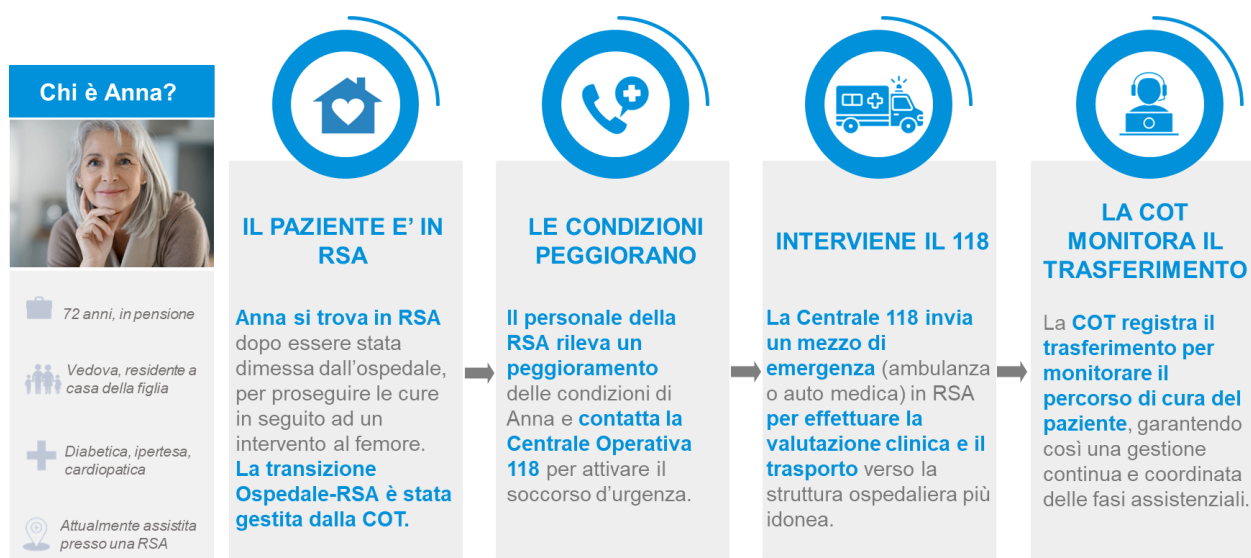 Chi è Anna?
72 anni, in pensione
Vedova, residente a
casa della figlia
Diabetica, ipertesa,
cardiopatica
Attualmente assistita
presso una RSA
IL PAZIENTE E’ IN
RSA
Anna si trova in RSA
dopo essere stata
dimessa dall’ospedale,
per proseguire le cure
in seguito ad un
intervento al femore.
La transizione
Ospedale-RSA è stata
gestita dalla COT.
LE CONDIZIONI
PEGGIORANO
Il personale della
RSA rileva un
peggioramento
delle condizioni di
Anna e contatta la
Centrale Operativa
118 per attivare il
soccorso d’urgenza.
INTERVIENE IL 118
La Centrale 118 invia
un mezzo di
emergenza (ambulanza
o auto medica) in RSA
per effettuare la
valutazione clinica e il
trasporto verso la
struttura ospedaliera più
idonea.
LA COT
MONITORA IL
TRASFERIMENTO
La COT registra il
trasferimento per
monitorare il
percorso di cura del
paziente, garantendo
così una gestione
continua e coordinata
delle fasi assistenziali.